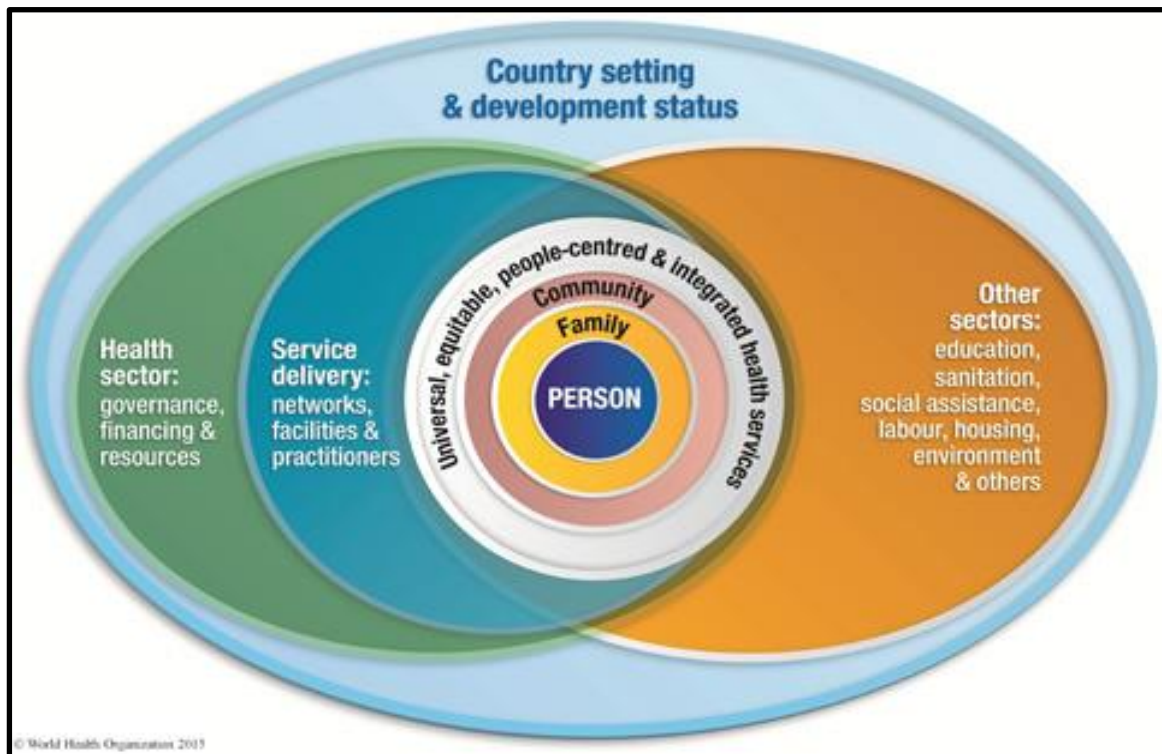 Country setting
& development status
Health
sector:
governance,
financing &
resources
Service
delivery:
networks,
facilities &
practitioners
Universal, equitable, people-centred & integrated health services
Community
Family
PERSON
Other
sectors:
education,
sanitation,
social assistance,
labour, housing,
environment
& others
© World Health Organization 2015